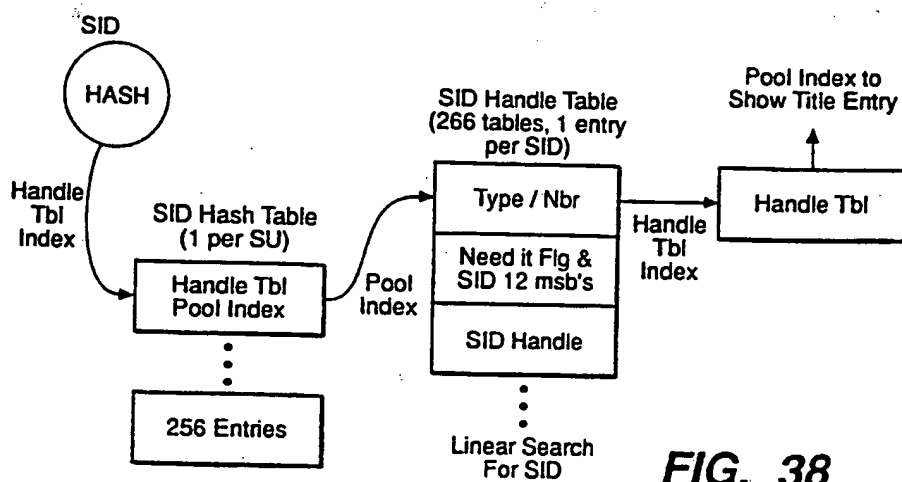 SID
HASH
Handle
Tbl
Index
SID Hash Table
(1 per SU)
Handle Tbl
Pool Index
256 Entries
Pool
Index
SID Handle Table
(266 tables, 1 entry
per SID)
Type / Nbr
Need it Flg &
SID 12 msb's
SID Handle
Linear Search
For SID
Handle
Tbl
Index
Pool Index to
Show Title Entry
Handle Tbl
FIG. 38